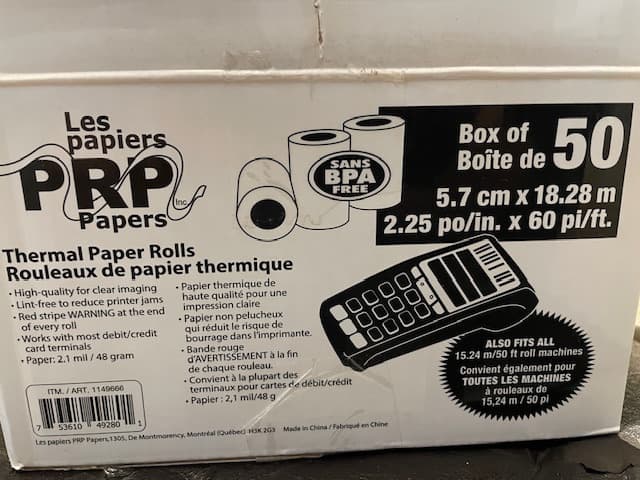 Les
papiers
PRP Inc.
Papers
SANS
BPA
FREE
Box of
Boîte de 50
5.7 cm x 18.28 m
2.25 po/in. x 60 pi/ft.
Thermal Paper Rolls
Rouleaux de papier thermique
• High-quality for clear imaging
• Lint-free to reduce printer jams
• Red stripe WARNING at the end
of every roll
• Works with most debit/credit
card terminals
• Paper: 2.1 mil / 48 gram
• Papier thermique de
haute qualité pour une
impression claire
• Papier non pelucheux
qui réduit le risque de
bourrage dans l'imprimante.
• Bande rouge
d'AVERTISSEMENT à la fin
de chaque rouleau.
• Convient à la plupart des
terminaux pour cartes de débit/crédit
• Papier : 2,1 mil/48 g
ALSO FITS ALL
15.24 m/50 ft roll machines
Convient également pour
TOUTES LES MACHINES
à rouleaux de
15,24 m / 50 pi
ITM. / ART. 1149666
7 53610 49280 1
Les papiers PRP Papers,1305, De Montmorency, Montréal (Québec) H3K 2G3 Made in China / Fabriqué en Chine